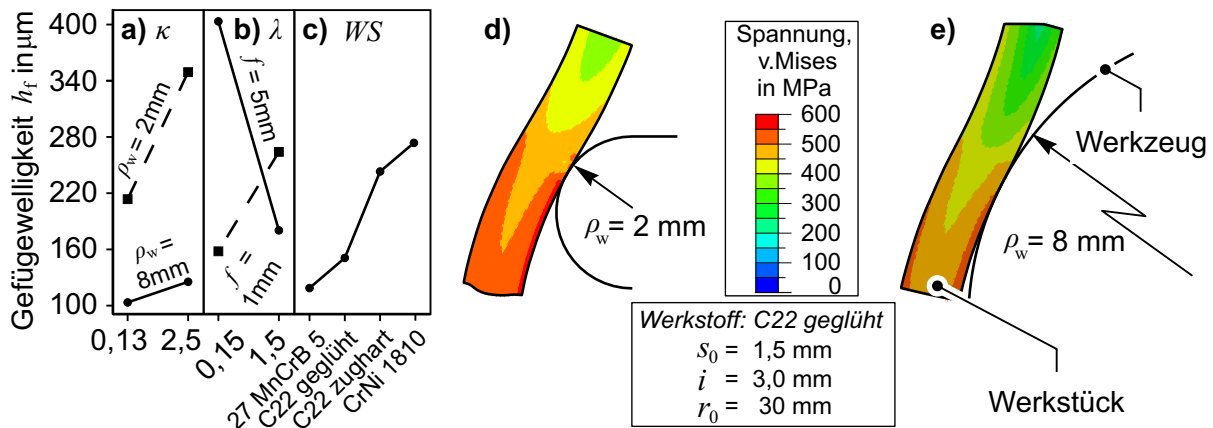 Gefügewelligkeit h_f in µm
400
340
280
220
160
100
a) κ
ρ_w = 2mm
ρ_w =
8mm
0,13
2,5
b) λ
f = 5mm
f =
1mm
0,15
1,5
c) WS
27 MnCrB 5
C22 geglüht
C22 zughart
CrNi 1810
d)
ρ_w = 2 mm
Spannung,
v.Mises
in MPa
600
500
400
300
200
100
0
e)
Werkzeug
ρ_w = 8 mm
Werkstück
Werkstoff: C22 geglüht
s_0 = 1,5 mm
i = 3,0 mm
r_0 = 30 mm